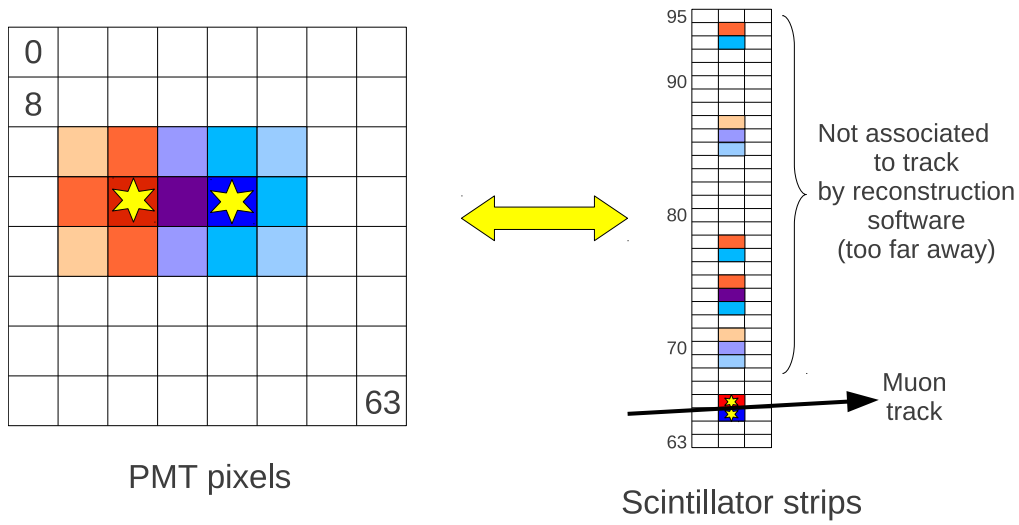 0
8
63
PMT pixels
95
90
80
70
63
Not associated
to track
by reconstruction
software
(too far away)
Muon
track
Scintillator strips